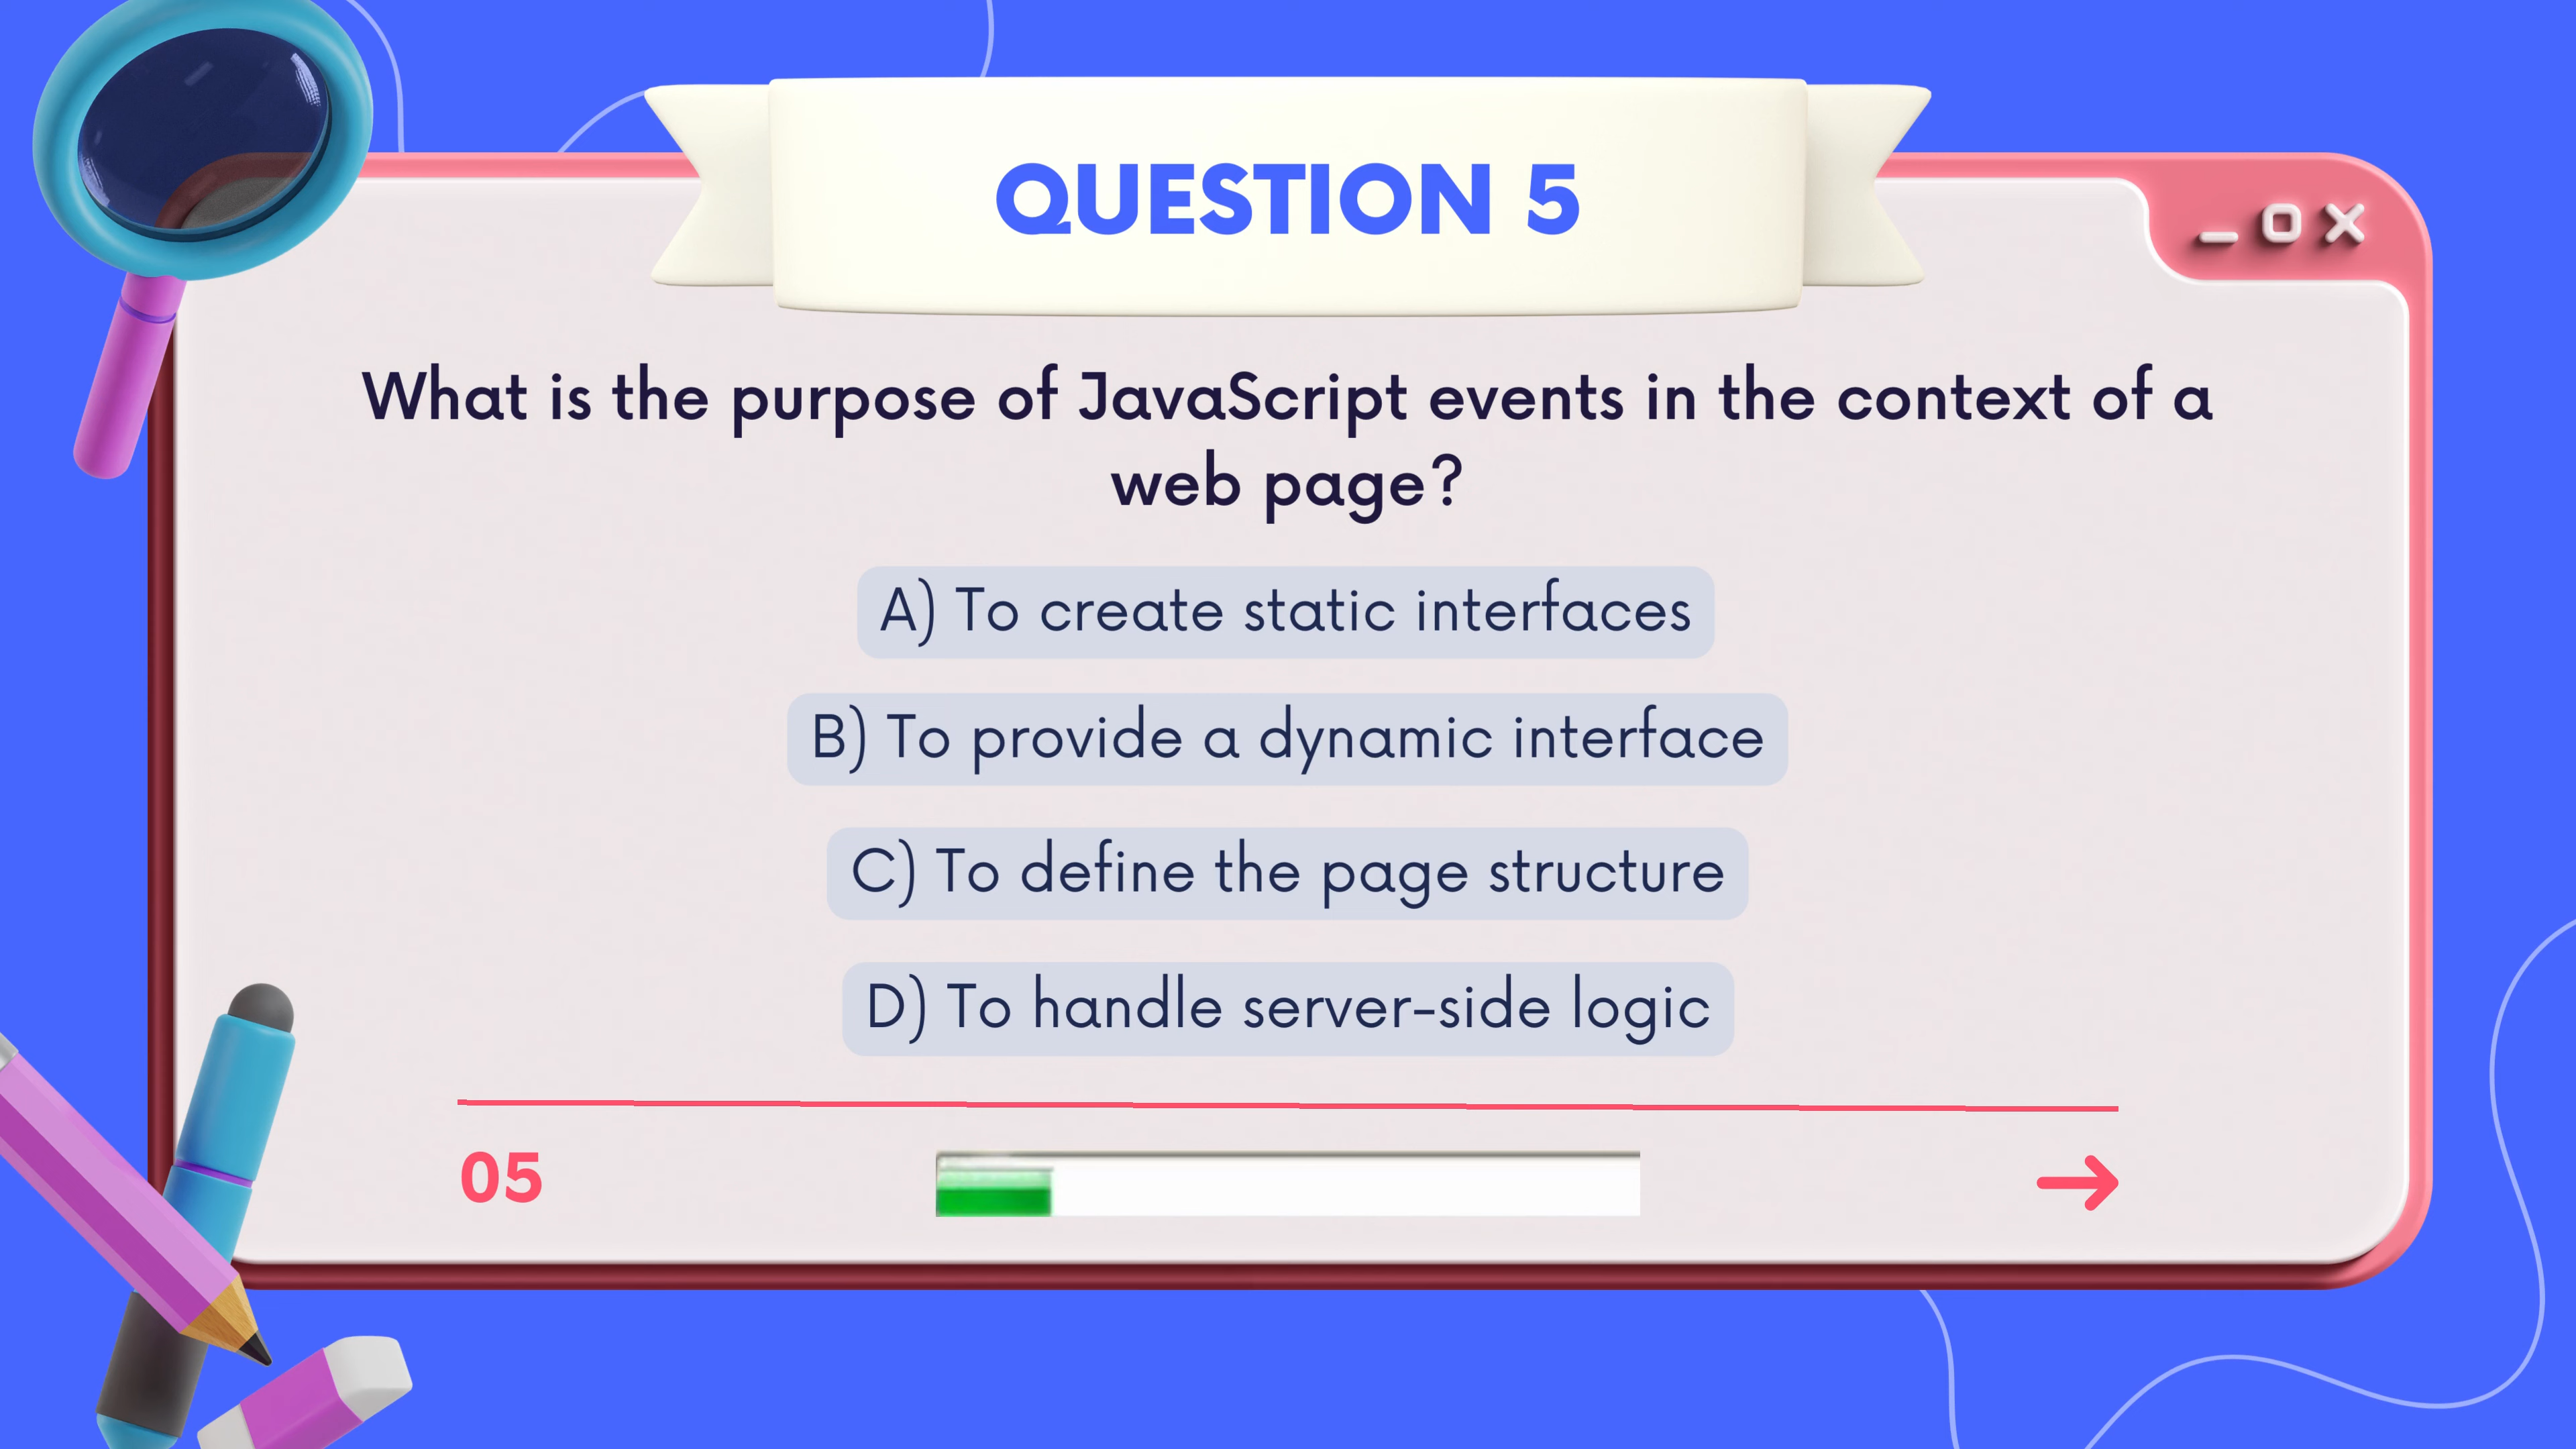 QUESTION 5
What is the purpose of JavaScript events in the context of a
web page?
A) To create static interfaces
B) To provide a dynamic interface
C) To define the page structure
D) To handle server-side logic
05